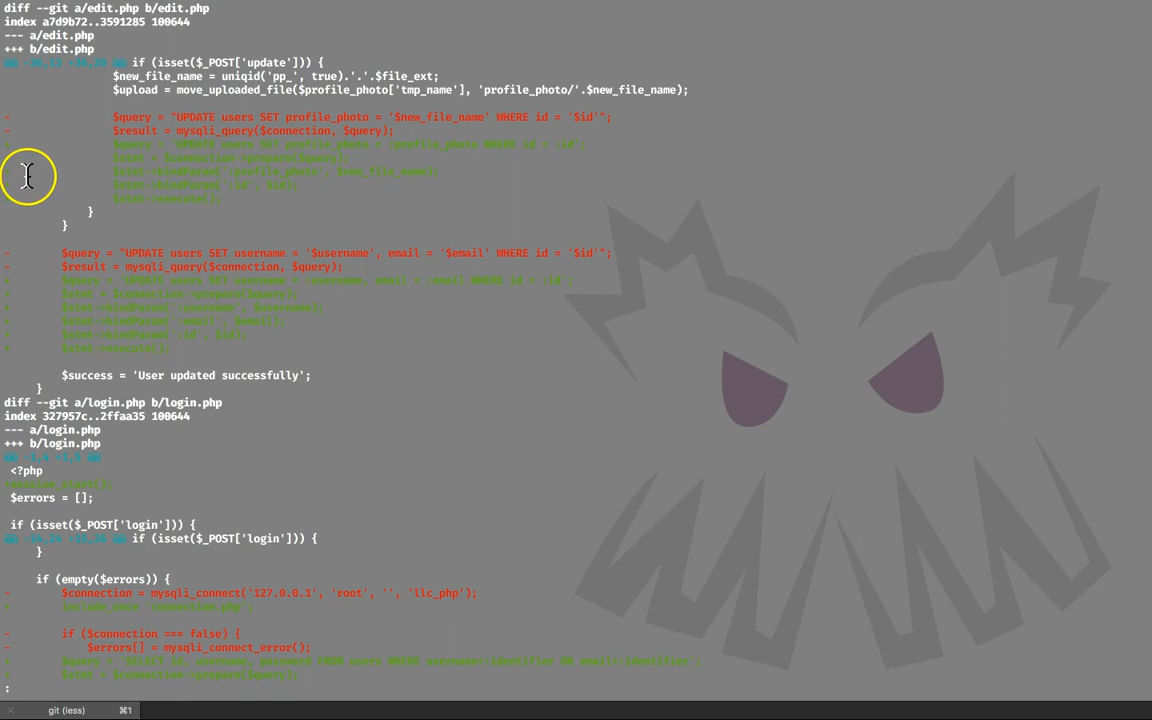 diff --git a/edit.php b/edit.php
index a7d9b72..3591285 100644
--- a/edit.php
+++ b/edit.php
@@ -36,13 +36,20 @@ if (isset($_POST['update'])) {
$new_file_name = uniqid('pp_', true).'.'.$file_ext;
$upload = move_uploaded_file($profile_photo['tmp_name'], 'profile_photo/'.$new_file_name);
- $query = "UPDATE users SET profile_photo = '$new_file_name' WHERE id = '$id'";
- $result = mysqli_query($connection, $query);
+ $query = 'UPDATE users SET profile_photo = :profile_photo WHERE id = :id';
+ $stmt = $connection->prepare($query);
+ $stmt->bindParam(':profile_photo', $new_file_name);
+ $stmt->bindParam(':id', $id);
+ $stmt->execute();
}
}
- $query = "UPDATE users SET username = '$username', email = '$email' WHERE id = '$id'";
- $result = mysqli_query($connection, $query);
+ $query = 'UPDATE users SET username = :username, email = :email WHERE id = :id';
+ $stmt = $connection->prepare($query);
+ $stmt->bindParam(':username', $username);
+ $stmt->bindParam(':email', $email);
+ $stmt->bindParam(':id', $id);
+ $stmt->execute();
$success = 'User updated successfully';
}
diff --git a/login.php b/login.php
index 327957c..2ffaa35 100644
--- a/login.php
+++ b/login.php
@@ -1,4 +1,5 @@
<?php
+session_start();
$errors = [];
if (isset($_POST['login'])) {
if (isset($_POST['login'])) {
}
if (empty($errors)) {
- $connection = mysqli_connect('127.0.0.1', 'root', '', 'llc_php');
+ include_once 'connection.php';
- if ($connection === false) {
- $errors[] = mysqli_connect_error();
+ $query = 'SELECT id, username, password FROM users WHERE username=:identifier OR email=:identifier';
+ $stmt = $connection->prepare($query);
:
git (less) ⌘1